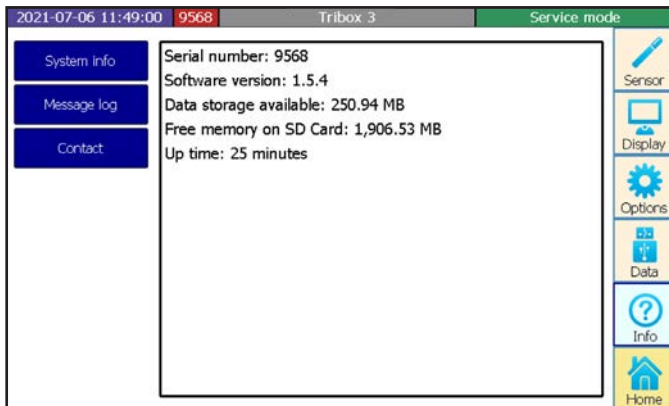 2021-07-06 11:49:00 9568 Tribox 3 Service mode
System info
Message log
Contact
Serial number: 9568
Software version: 1.5.4
Data storage available: 250.94 MB
Free memory on SD Card: 1,906.53 MB
Up time: 25 minutes
Sensor
Display
Options
Data
Info
Home